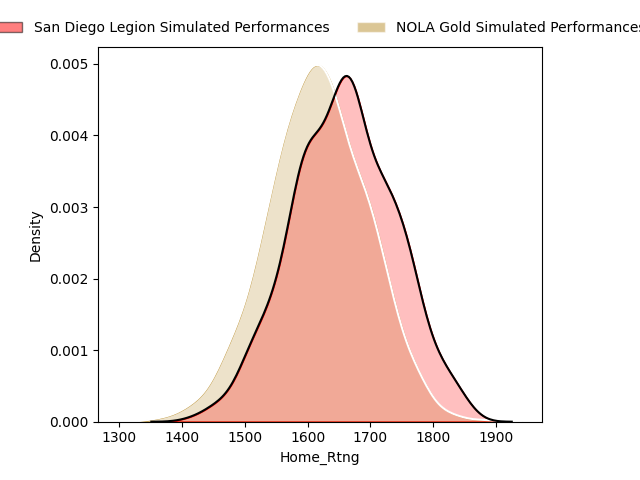 San Diego Legion Simulated Performances NOLA Gold Simulated Performances
0.005
0.004
0.003
0.002
0.001
0.000
Density
1300 1400 1500 1600 1700 1800 1900
Home_Rtng